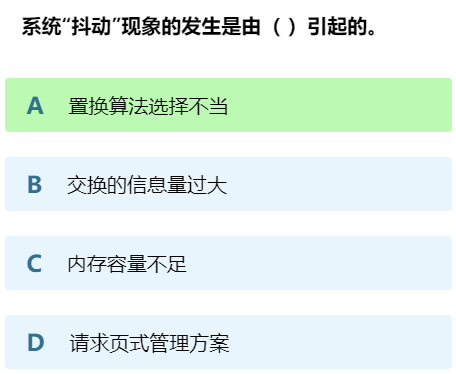 系统“抖动”现象的发生是由（ ）引起的。
A 置换算法选择不当
B 交换的信息量过大
C 内存容量不足
D 请求页式管理方案